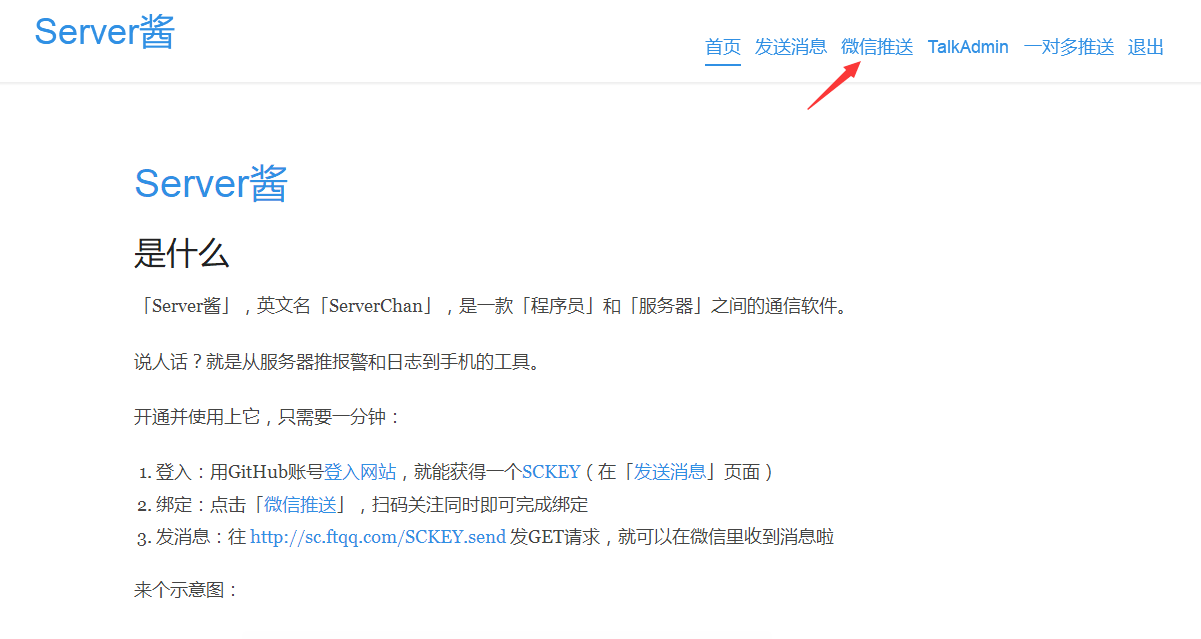 Server酱
首页 发送消息 微信推送 TalkAdmin 一对多推送 退出
Server酱
是什么
「Server酱」，英文名「ServerChan」，是一款「程序员」和「服务器」之间的通信软件。
说人话？就是从服务器推报警和日志到手机的工具。
开通并使用上它，只需要一分钟：
1. 登入：用GitHub账号登入网站，就能获得一个SCKEY（在「发送消息」页面）
2. 绑定：点击「微信推送」，扫码关注同时即可完成绑定
3. 发消息：往 http://sc.ftqq.com/SCKEY.send 发GET请求，就可以在微信里收到消息啦
来个示意图：